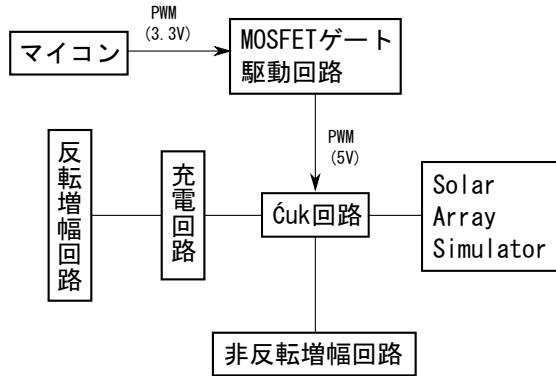 PWM
(3.3V)
マイコン
MOSFETゲート
駆動回路
PWM
(5V)
反転増幅回路
充電回路
Ćuk回路
Solar
Array
Simulator
非反転増幅回路